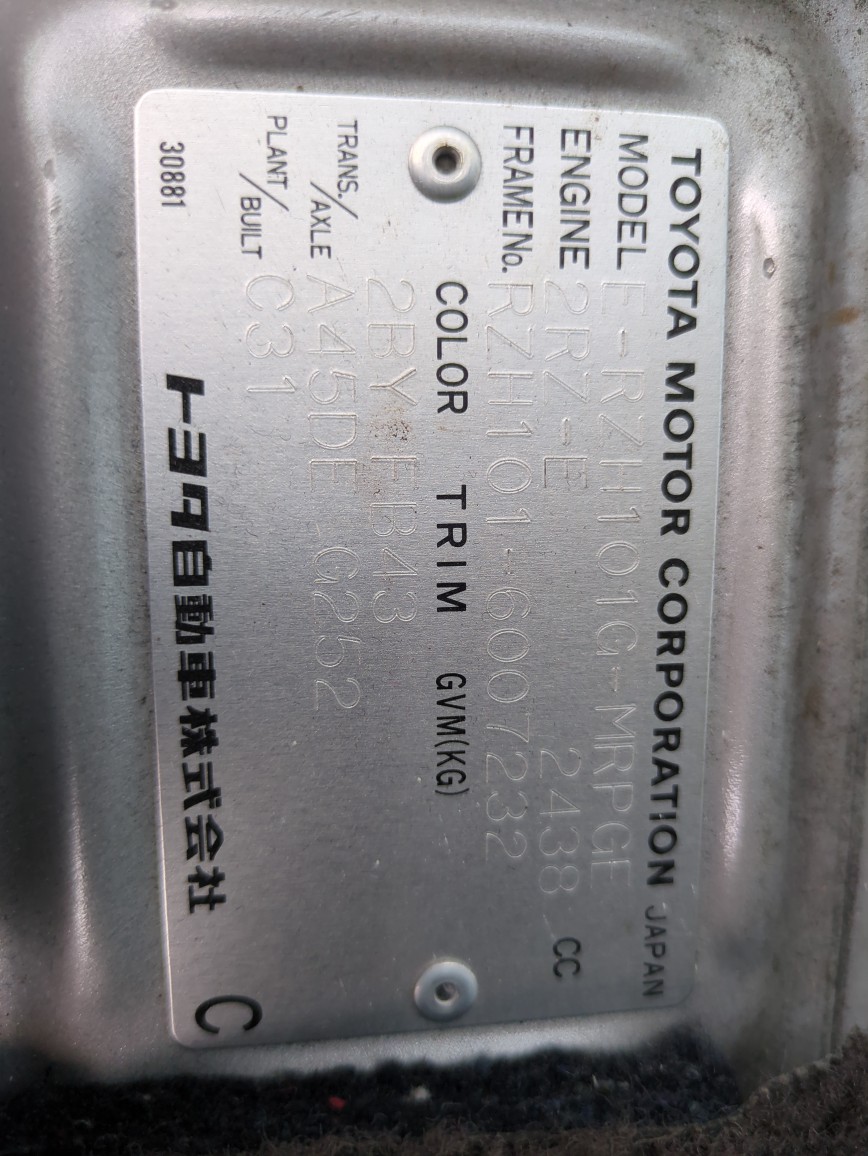 TOYOTA MOTOR CORPORATION JAPAN
MODEL E-RZH101G-MRPGE
ENGINE 2RZ-E 2438 CC
FRAME No. RZH101-6007232
COLOR TRIM GVM(KG)
2BY FB43
TRANS./AXLE A45DE G252
PLANT/BUILT C31
30881 トヨタ自動車株式会社 C